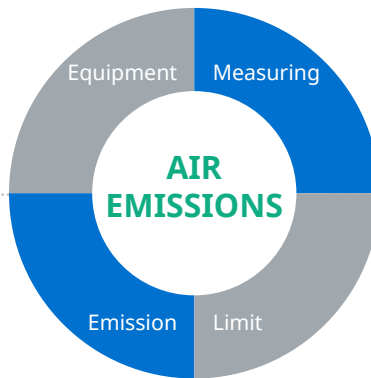 Equipment
Measuring
AIR
EMISSIONS
Emission
Limit